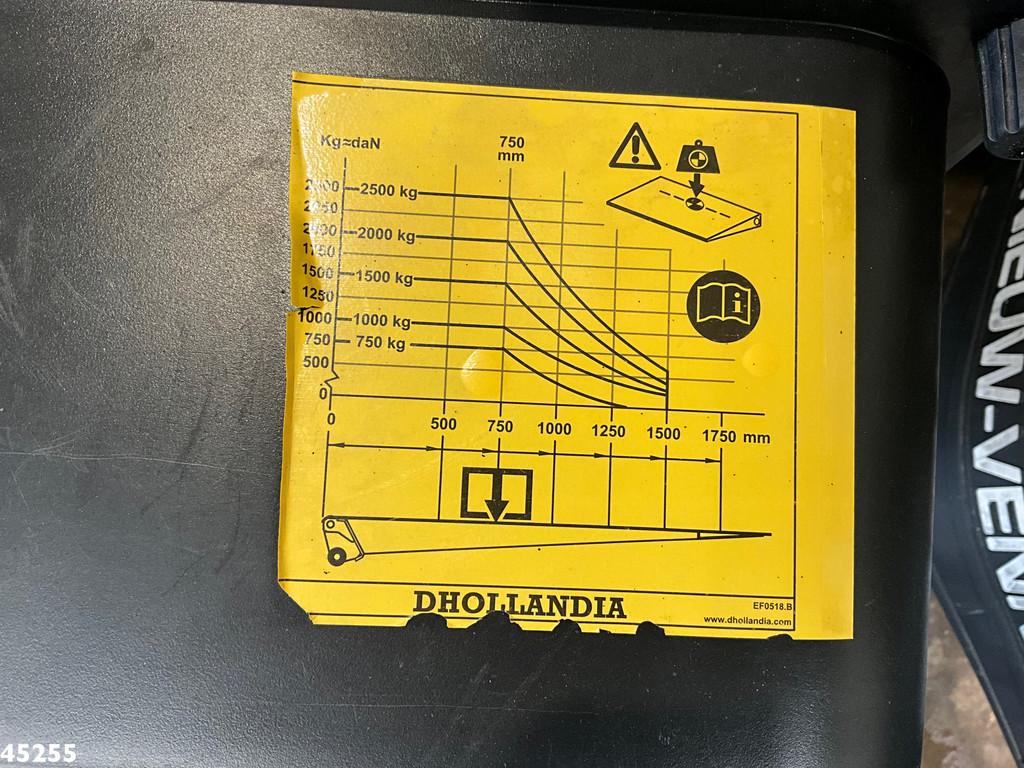 Kg≈daN
750
mm
2500 kg
2000 kg
1750
1500
1500 kg
1250
1000
1000 kg
750
750 kg
500
0
0
500
750
1000
1250
1500
1750 mm
i
DHOLLANDIA
EF0518.B
www.dhollandia.com
45255